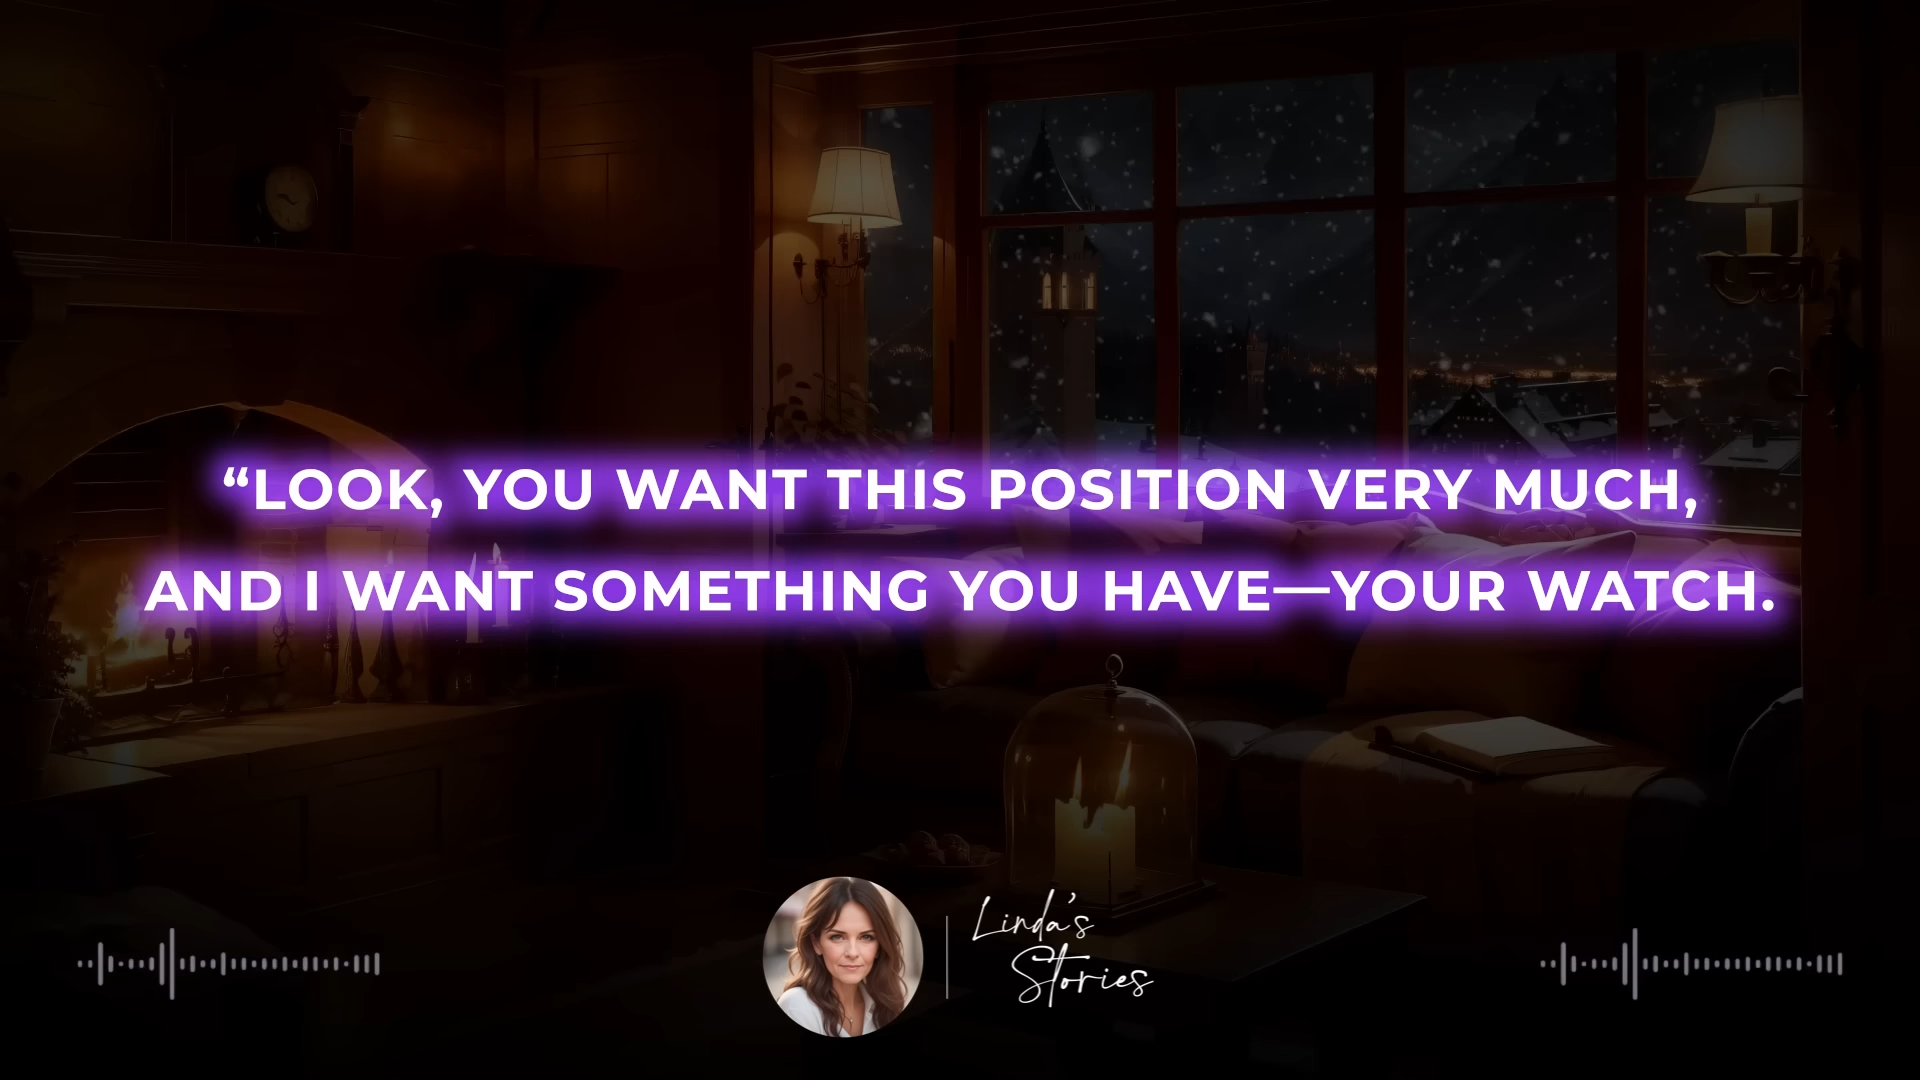 “LOOK, YOU WANT THIS POSITION VERY MUCH,
AND I WANT SOMETHING YOU HAVE—YOUR WATCH.
Linda's
Stories